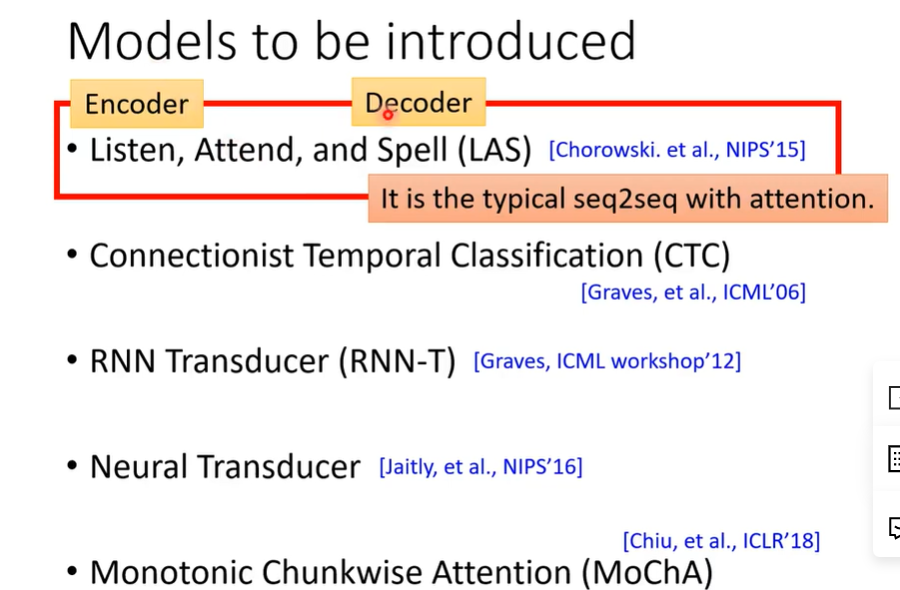 Models to be introduced
Encoder Decoder
• Listen, Attend, and Spell (LAS) [Chorowski. et al., NIPS'15]
It is the typical seq2seq with attention.
• Connectionist Temporal Classification (CTC)
[Graves, et al., ICML'06]
• RNN Transducer (RNN-T) [Graves, ICML workshop'12]
• Neural Transducer [Jaitly, et al., NIPS'16]
[Chiu, et al., ICLR'18]
• Monotonic Chunkwise Attention (MoChA)